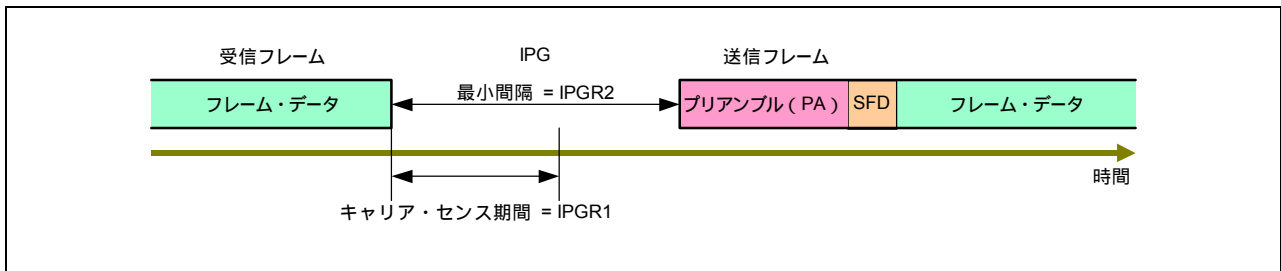 受信フレーム IPG 送信フレーム
最小間隔 = IPGR2
フレーム・データ プリアンブル ( PA ) SFD フレーム・データ
時間
キャリア・センス期間 = IPGR1